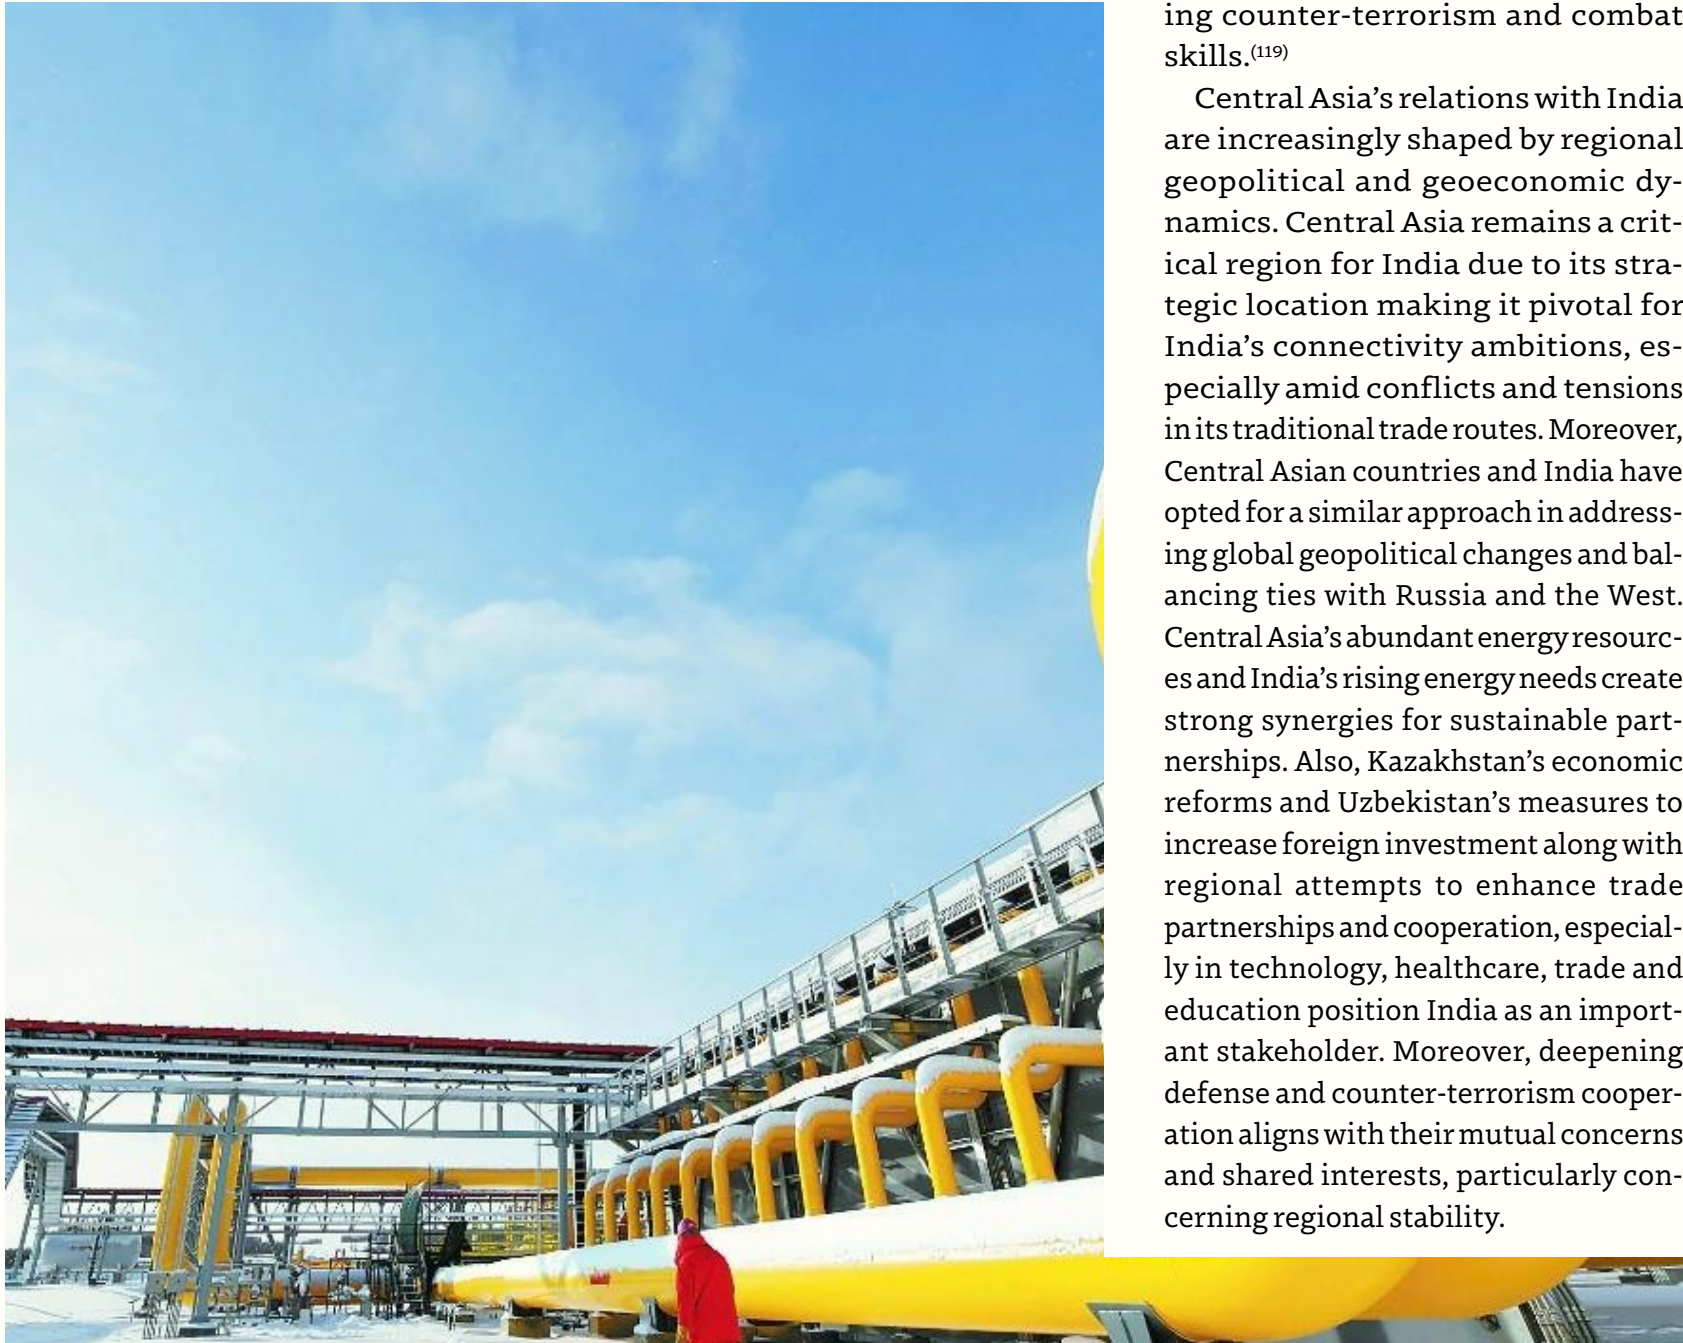 ing counter-terrorism and combat
skills.(119)
Central Asia’s relations with India
are increasingly shaped by regional
geopolitical and geoeconomic dy-
namics. Central Asia remains a crit-
ical region for India due to its stra-
tegic location making it pivotal for
India’s connectivity ambitions, es-
pecially amid conflicts and tensions
in its traditional trade routes. Moreover,
Central Asian countries and India have
opted for a similar approach in address-
ing global geopolitical changes and bal-
ancing ties with Russia and the West.
Central Asia’s abundant energy resourc-
es and India’s rising energy needs create
strong synergies for sustainable part-
nerships. Also, Kazakhstan’s economic
reforms and Uzbekistan’s measures to
increase foreign investment along with
regional attempts to enhance trade
partnerships and cooperation, especial-
ly in technology, healthcare, trade and
education position India as an import-
ant stakeholder. Moreover, deepening
defense and counter-terrorism cooper-
ation aligns with their mutual concerns
and shared interests, particularly con-
cerning regional stability.